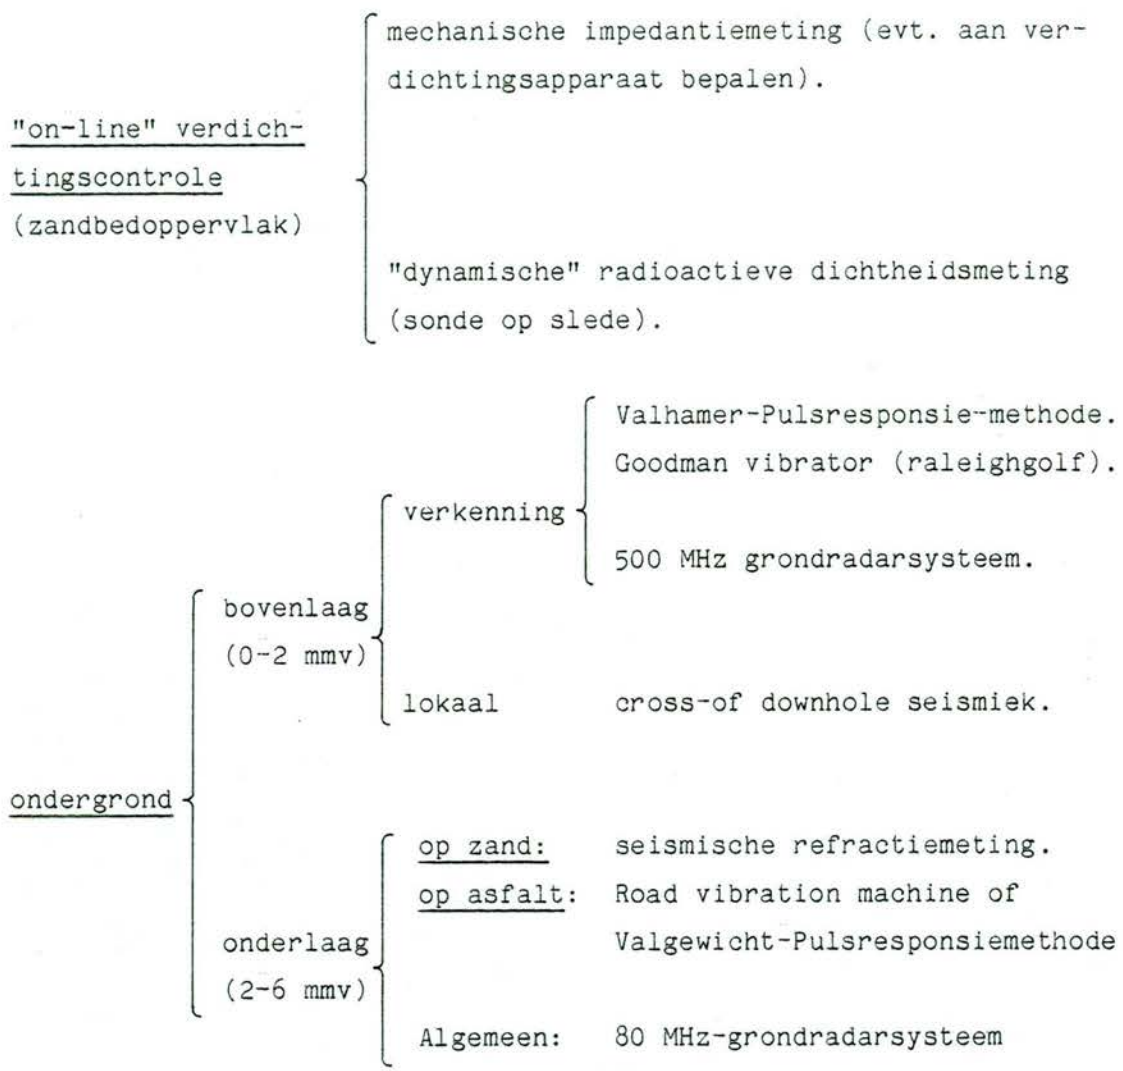 mechanische impedantiemeting (evt. aan ver-
dichtingsapparaat bepalen).
"on-line" verdich-
tingscontrole
(zandbedoppervlak)
"dynamische" radioactieve dichtheidsmeting
(sonde op slede).
Valhamer-Pulsresponsie-methode.
Goodman vibrator (raleighgolf).
verkenning
500 MHz grondradarsysteem.
bovenlaag
(0-2 mmv)
lokaal cross-of downhole seismiek.
ondergrond
op zand: seismische refractiemeting.
op asfalt: Road vibration machine of
Valgewicht-Pulsresponsiemethode
onderlaag
(2-6 mmv)
Algemeen: 80 MHz-grondradarsysteem